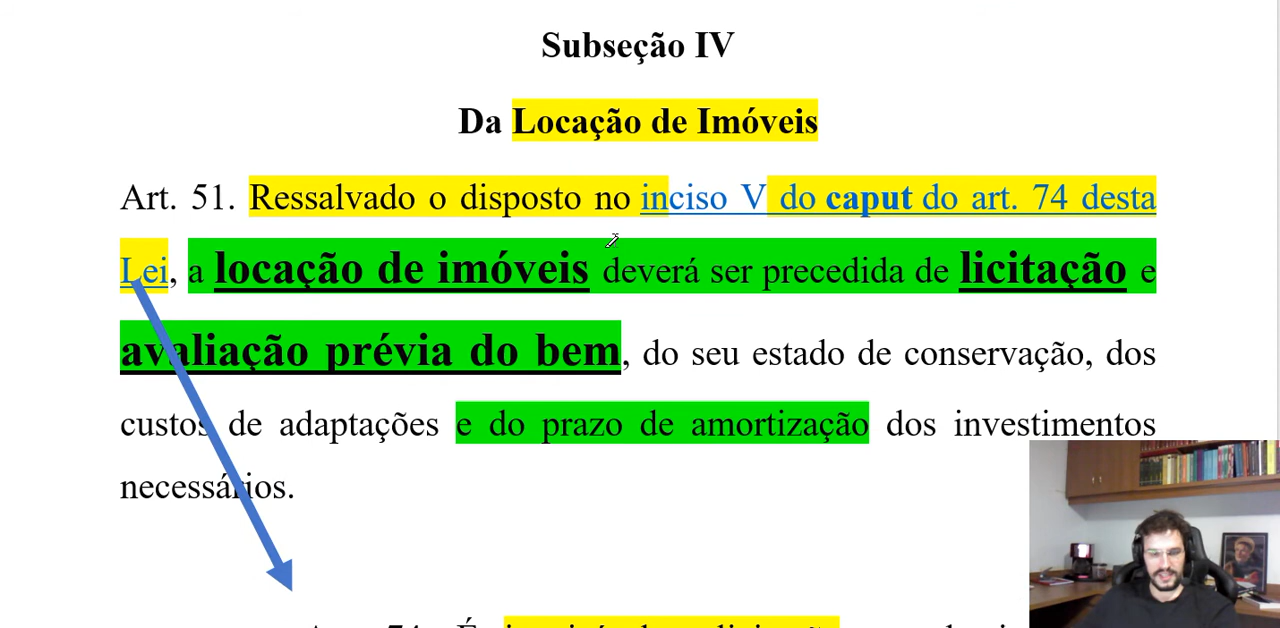 Subseção IV
Da Locação de Imóveis
Art. 51. Ressalvado o disposto no inciso V do caput do art. 74 desta
Lei, a locação de imóveis deverá ser precedida de licitação e
avaliação prévia do bem, do seu estado de conservação, dos
custos de adaptações e do prazo de amortização dos investimentos
necessários.